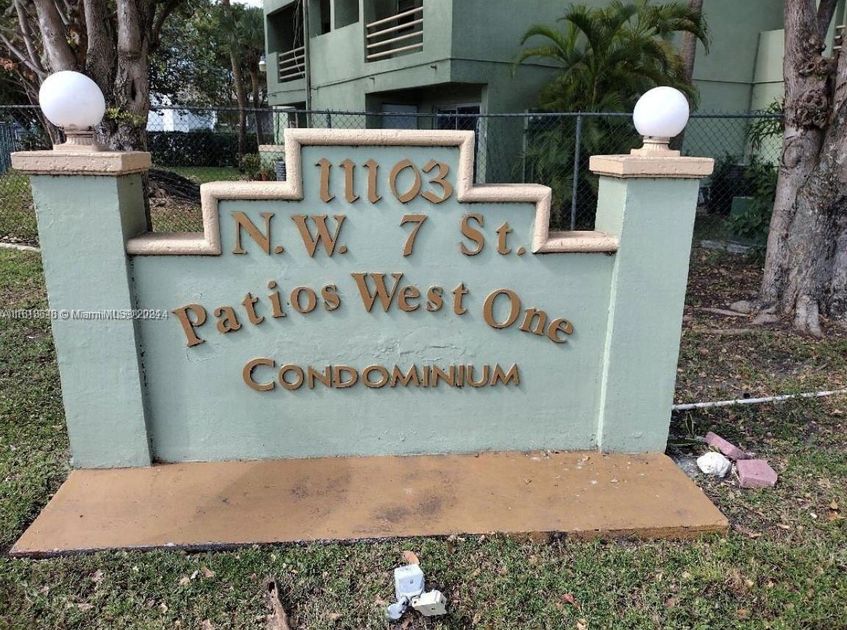 11103
N.W. 7 St.
Patios West One
CONDOMINIUM